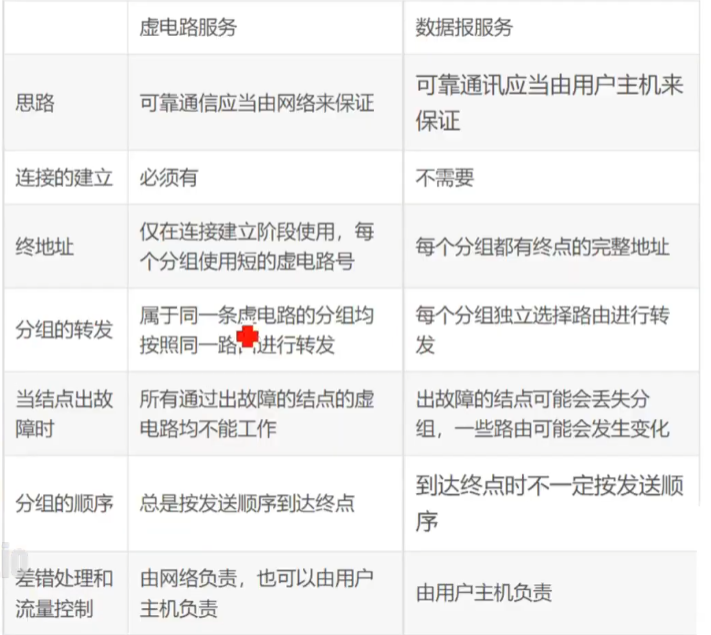 虚电路服务
数据报服务
思路
可靠通信应当由网络来保证
可靠通讯应当由用户主机来
保证
连接的建立
必须有
不需要
终地址
仅在连接建立阶段使用，每
个分组使用短的虚电路号
每个分组都有终点的完整地址
分组的转发
属于同一条虚电路的分组均
按照同一路由进行转发
每个分组独立选择路由进行转
发
当结点出故
障时
所有通过出故障的结点的虚
电路均不能工作
出故障的结点可能会丢失分
组，一些路由可能会发生变化
分组的顺序
总是按发送顺序到达终点
到达终点时不一定按发送顺
序
差错处理和
流量控制
由网络负责，也可以由用户
主机负责
由用户主机负责
io